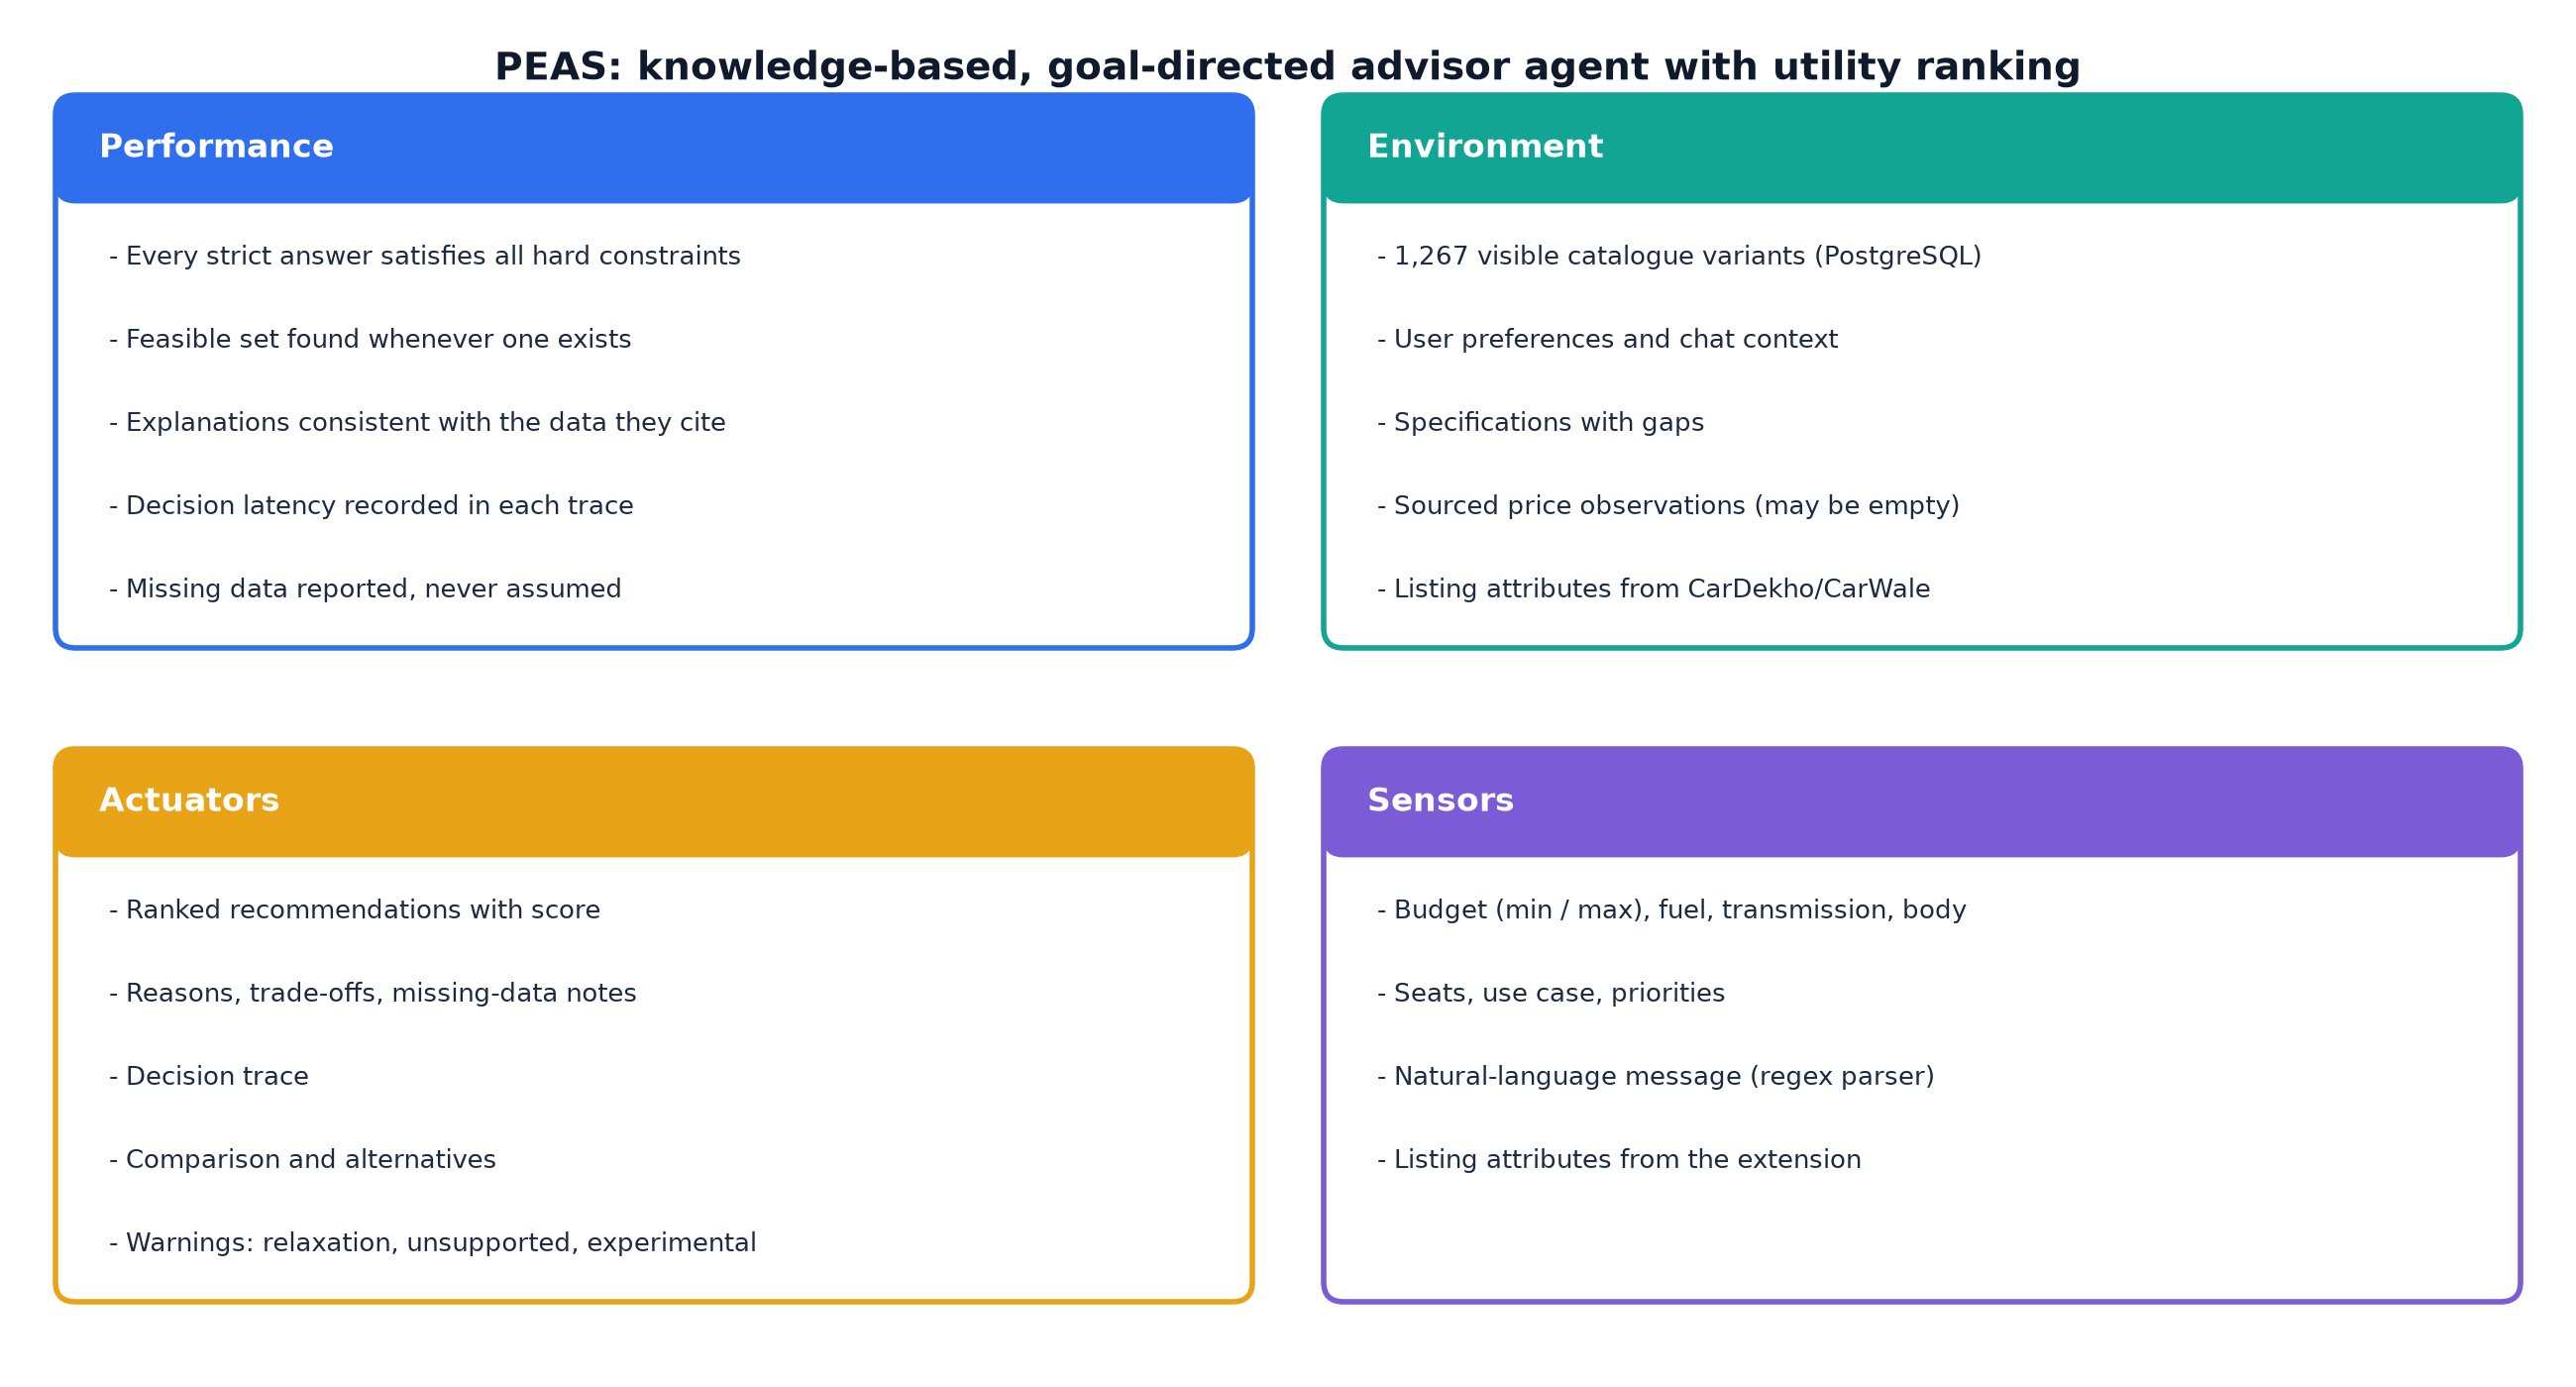 PEAS: knowledge-based, goal-directed advisor agent with utility ranking
Performance
- Every strict answer satisfies all hard constraints
- Feasible set found whenever one exists
- Explanations consistent with the data they cite
- Decision latency recorded in each trace
- Missing data reported, never assumed
Environment
- 1,267 visible catalogue variants (PostgreSQL)
- User preferences and chat context
- Specifications with gaps
- Sourced price observations (may be empty)
- Listing attributes from CarDekho/CarWale
Actuators
- Ranked recommendations with score
- Reasons, trade-offs, missing-data notes
- Decision trace
- Comparison and alternatives
- Warnings: relaxation, unsupported, experimental
Sensors
- Budget (min / max), fuel, transmission, body
- Seats, use case, priorities
- Natural-language message (regex parser)
- Listing attributes from the extension